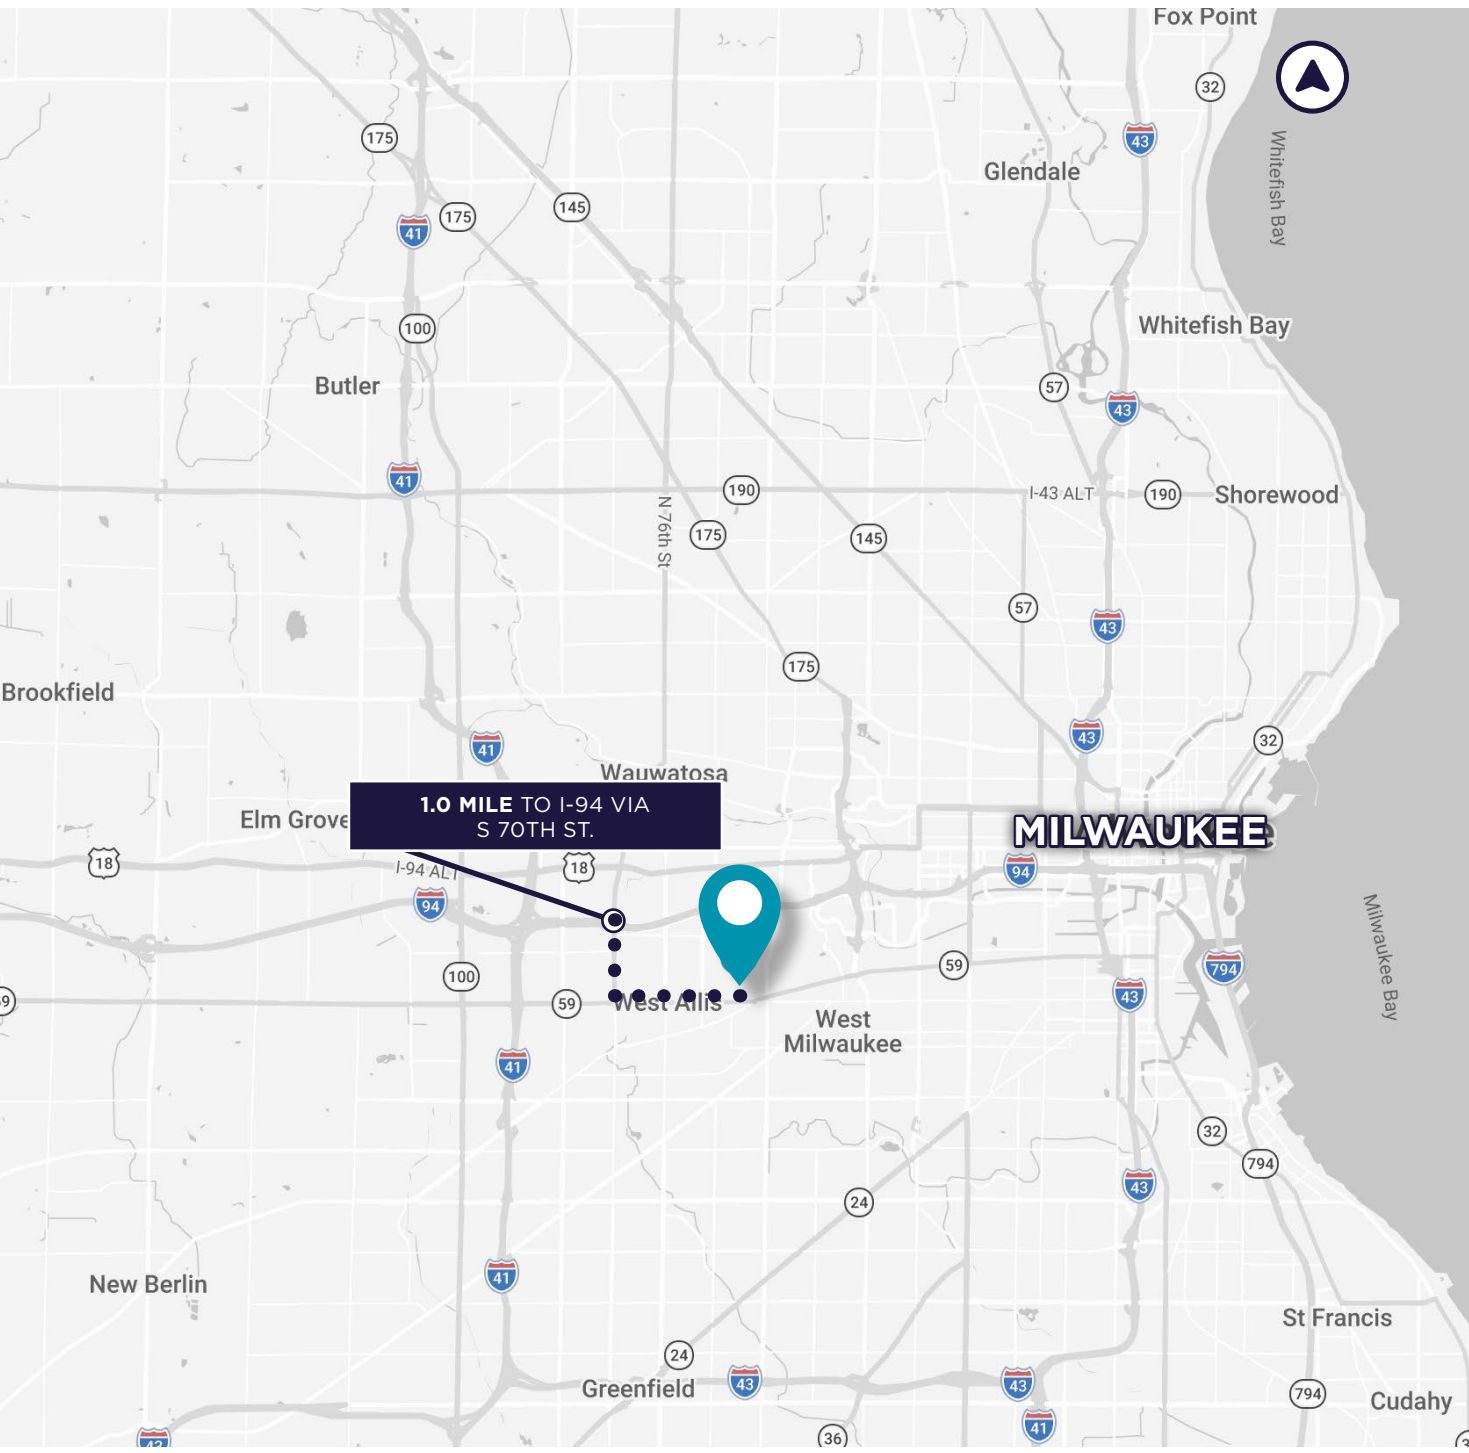 Fox Point
32
43
175
Glendale
Whitefish Bay
145
175
41
Whitefish Bay
100
Butler
57
43
41
190
I-43 ALT
190
Shorewood
N 76th St
175
145
57
43
175
Brookfield
43
32
41
Wauwatosa
1.0 MILE TO I-94 VIA
S 70TH ST.
Elm Grove
MILWAUKEE
18
I-94 ALT
18
94
94
Milwaukee Bay
59
794
100
43
59
West Allis
West
Milwaukee
41
32
794
43
24
41
New Berlin
St Francis
24
Greenfield
43
43
794
Cudahy
41
36
43